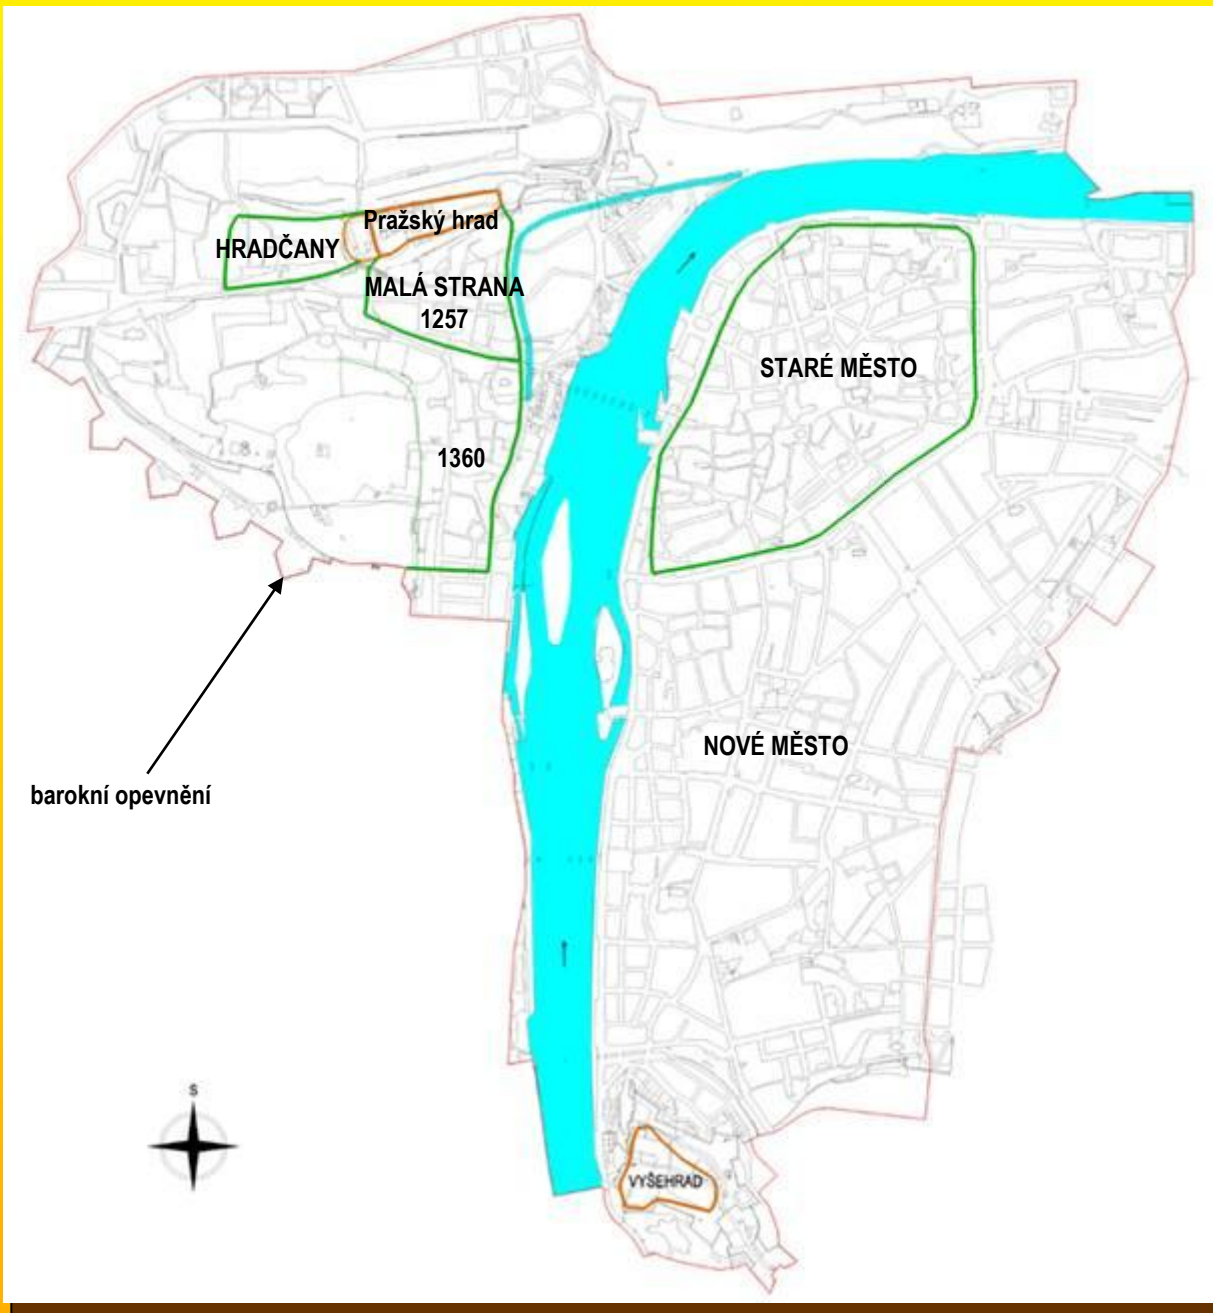 Pražský hrad
HRADČANY
MALÁ STRANA
1257
STARÉ MĚSTO
1360
NOVÉ MĚSTO
barokní opevnění
S
VYŠEHRAD